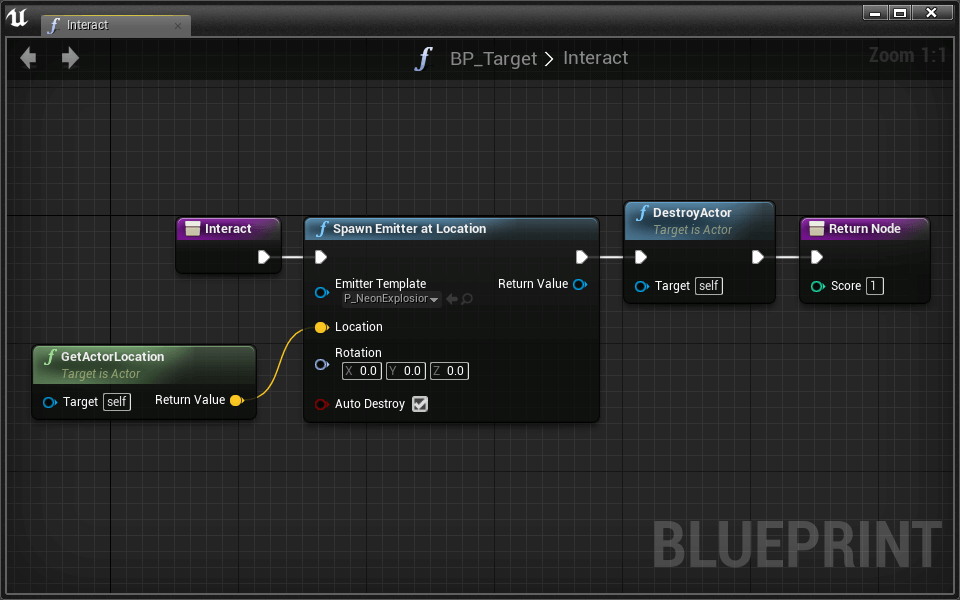 Interact
BP_Target > Interact
Zoom 1:1
Interact
Spawn Emitter at Location
Emitter Template
P_NeonExplosior
Return Value
Location
Rotation
X 0.0 Y 0.0 Z 0.0
Auto Destroy
DestroyActor
Target is Actor
Target self
Return Node
Score 1
GetActorLocation
Target is Actor
Target self
Return Value
BLUEPRINT